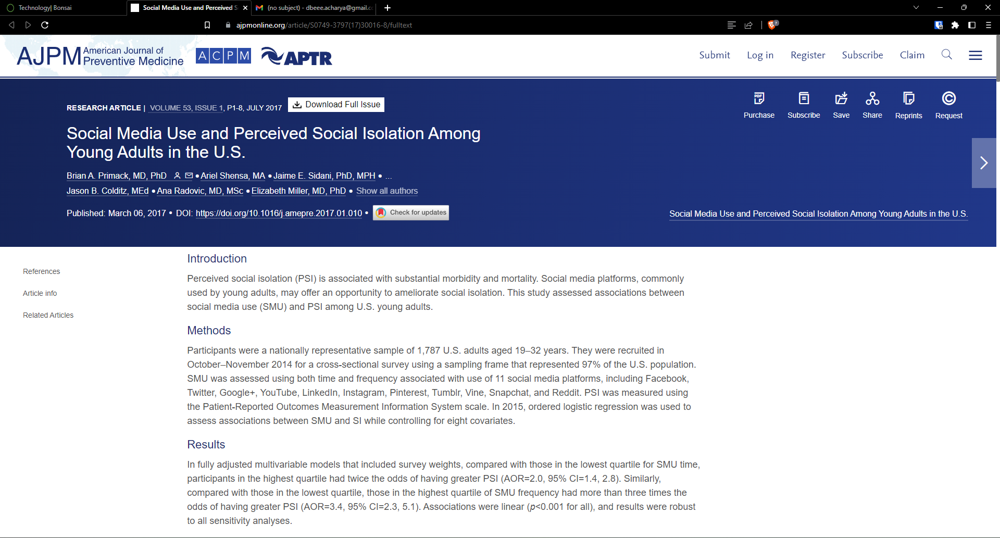 Technology| Bonsai
Social Media Use and Perceived S
(no subject) - dbeee.acharya@gmail.c
ajpmonline.org/article/S0749-3797(17)30016-8/fulltext
7
AJPM American Journal of Preventive Medicine
ACPM
APTR
Submit Log in Register Subscribe Claim
RESEARCH ARTICLE | VOLUME 53, ISSUE 1, P1-8, JULY 2017
Download Full Issue
PDF
Purchase Subscribe Save Share Reprints Request
Social Media Use and Perceived Social Isolation Among
Young Adults in the U.S.
Brian A. Primack, MD, PhD • Ariel Shensa, MA • Jaime E. Sidani, PhD, MPH • ...
Jason B. Colditz, MEd • Ana Radovic, MD, MSc • Elizabeth Miller, MD, PhD • Show all authors
Published: March 06, 2017 • DOI: https://doi.org/10.1016/j.amepre.2017.01.010 •
Check for updates
Social Media Use and Perceived Social Isolation Among Young Adults in the U.S.
References
Article info
Related Articles
Introduction
Perceived social isolation (PSI) is associated with substantial morbidity and mortality. Social media platforms, commonly
used by young adults, may offer an opportunity to ameliorate social isolation. This study assessed associations between
social media use (SMU) and PSI among U.S. young adults.
Methods
Participants were a nationally representative sample of 1,787 U.S. adults aged 19–32 years. They were recruited in
October–November 2014 for a cross-sectional survey using a sampling frame that represented 97% of the U.S. population.
SMU was assessed using both time and frequency associated with use of 11 social media platforms, including Facebook,
Twitter, Google+, YouTube, LinkedIn, Instagram, Pinterest, Tumblr, Vine, Snapchat, and Reddit. PSI was measured using
the Patient-Reported Outcomes Measurement Information System scale. In 2015, ordered logistic regression was used to
assess associations between SMU and SI while controlling for eight covariates.
Results
In fully adjusted multivariable models that included survey weights, compared with those in the lowest quartile for SMU time,
participants in the highest quartile had twice the odds of having greater PSI (AOR=2.0, 95% CI=1.4, 2.8). Similarly,
compared with those in the lowest quartile, those in the highest quartile of SMU frequency had more than three times the
odds of having greater PSI (AOR=3.4, 95% CI=2.3, 5.1). Associations were linear (p<0.001 for all), and results were robust
to all sensitivity analyses.